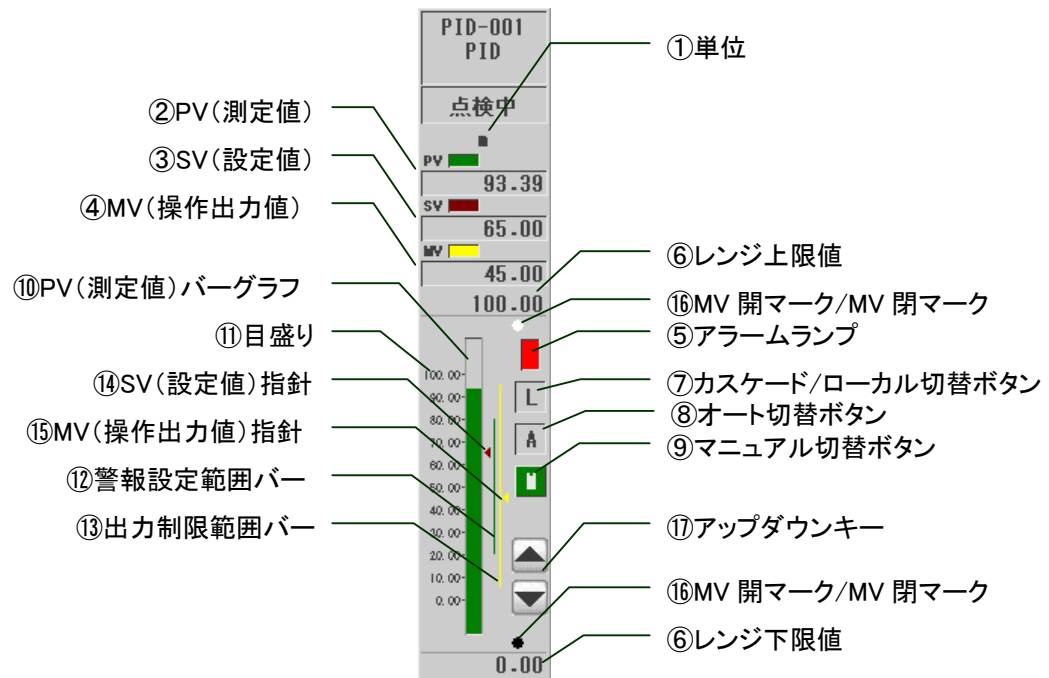 PID-001
PID
①単位
点検中
②PV(測定値)
PV
③SV(設定値)
93.39
SV
④MV(操作出力値)
65.00
MV
⑥レンジ上限値
45.00
⑩PV(測定値)バーグラフ
100.00
⑯MV 開マーク/MV 閉マーク
⑪目盛り
⑤アラームランプ
100.00
⑭SV(設定値)指針
⑦カスケード/ローカル切替ボタン
90.00
L
⑧オート切替ボタン
80.00
⑮MV(操作出力値)指針
70.00
A
⑨マニュアル切替ボタン
60.00
⑫警報設定範囲バー
M
50.00
40.00
⑬出力制限範囲バー
30.00
⑰アップダウンキー
20.00
10.00
0.00
⑯MV 開マーク/MV 閉マーク
⑥レンジ下限値
0.00